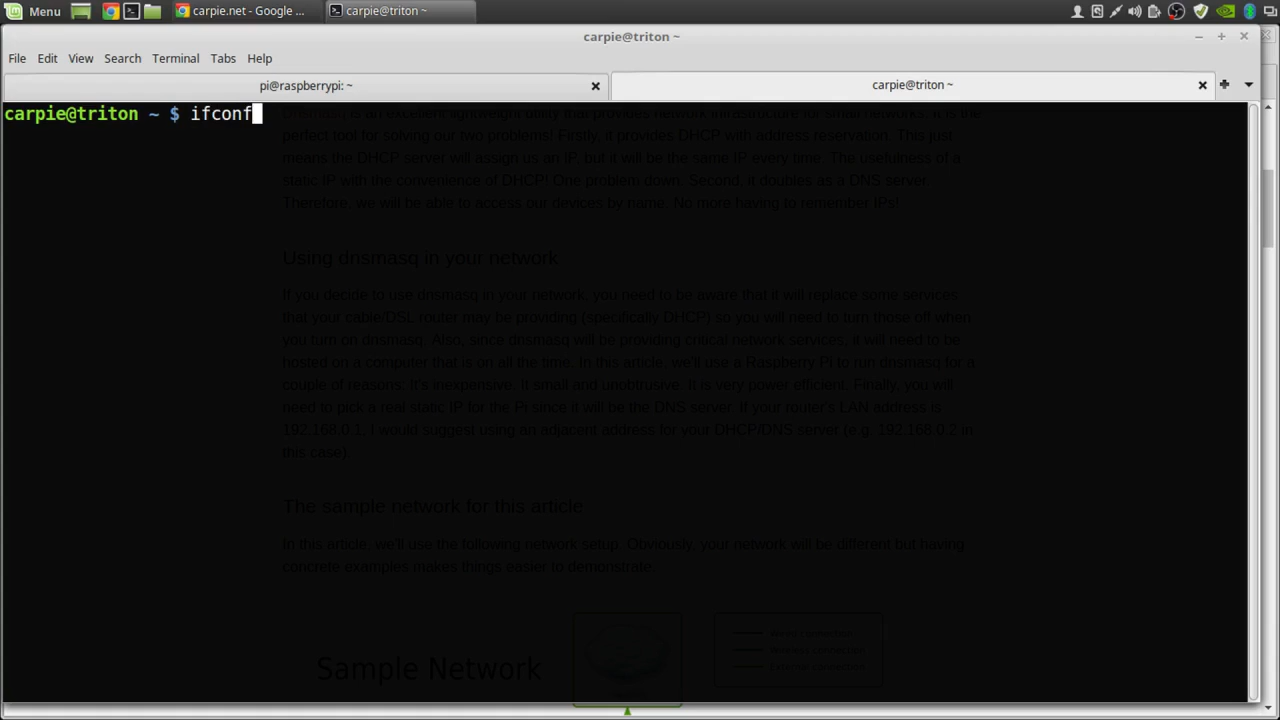 Menu
carpie.net - Google ...
carpie@triton ~
carpie@triton ~
File Edit View Search Terminal Tabs Help
pi@raspberrypi: ~
carpie@triton ~
carpie@triton ~ $ ifconf
Dnsmasq is an excellent lightweight utility that provides network infrastructure for small networks. It is the
perfect tool for solving our two problems! Firstly, it provides DHCP with address reservation. This just
means the DHCP server will assign us an IP, but it will be the same IP every time. The usefulness of a
static IP with the convenience of DHCP! One problem down. Second, it doubles as a DNS server.
Therefore, we will be able to access our devices by name. No more having to remember IPs!
Using dnsmasq in your network
If you decide to use dnsmasq in your network, you need to be aware that it will replace some services
that your cable/DSL router may be providing (specifically DHCP) so you will need to turn those off when
you turn on dnsmasq. Also, since dnsmasq will be providing critical network services, it will need to be
hosted on a computer that is on all the time. In this article, we'll use a Raspberry Pi to run dnsmasq for a
couple of reasons. It's inexpensive. It small and unobtrusive. It is very power efficient. Finally, you will
need to pick a real static IP for the Pi since it will be the DNS server. If your router's LAN address is
192.168.0.1, I would suggest using an adjacent address for your DHCP/DNS server (e.g. 192.168.0.2 in
this case).
The sample network for this article
In this article, we'll use the following network setup. Obviously, your network will be different but having
concrete examples makes things easier to demonstrate.
Sample Network
Wired connection
Wireless connection
External connection